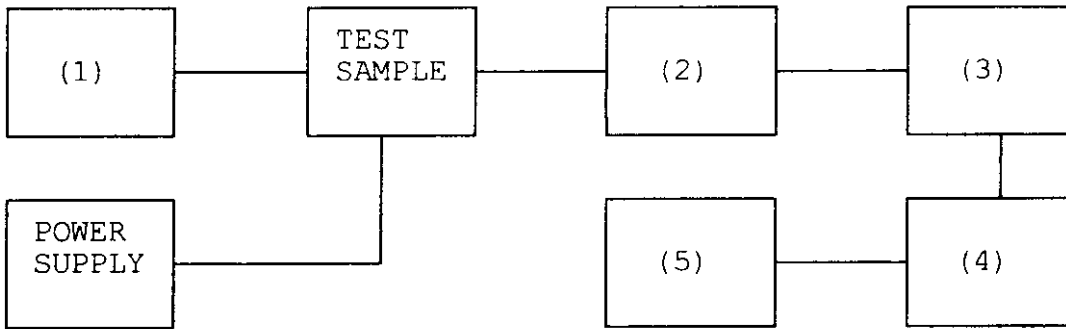 (1)
TEST
SAMPLE
(2)
(3)
POWER
SUPPLY
(5)
(4)